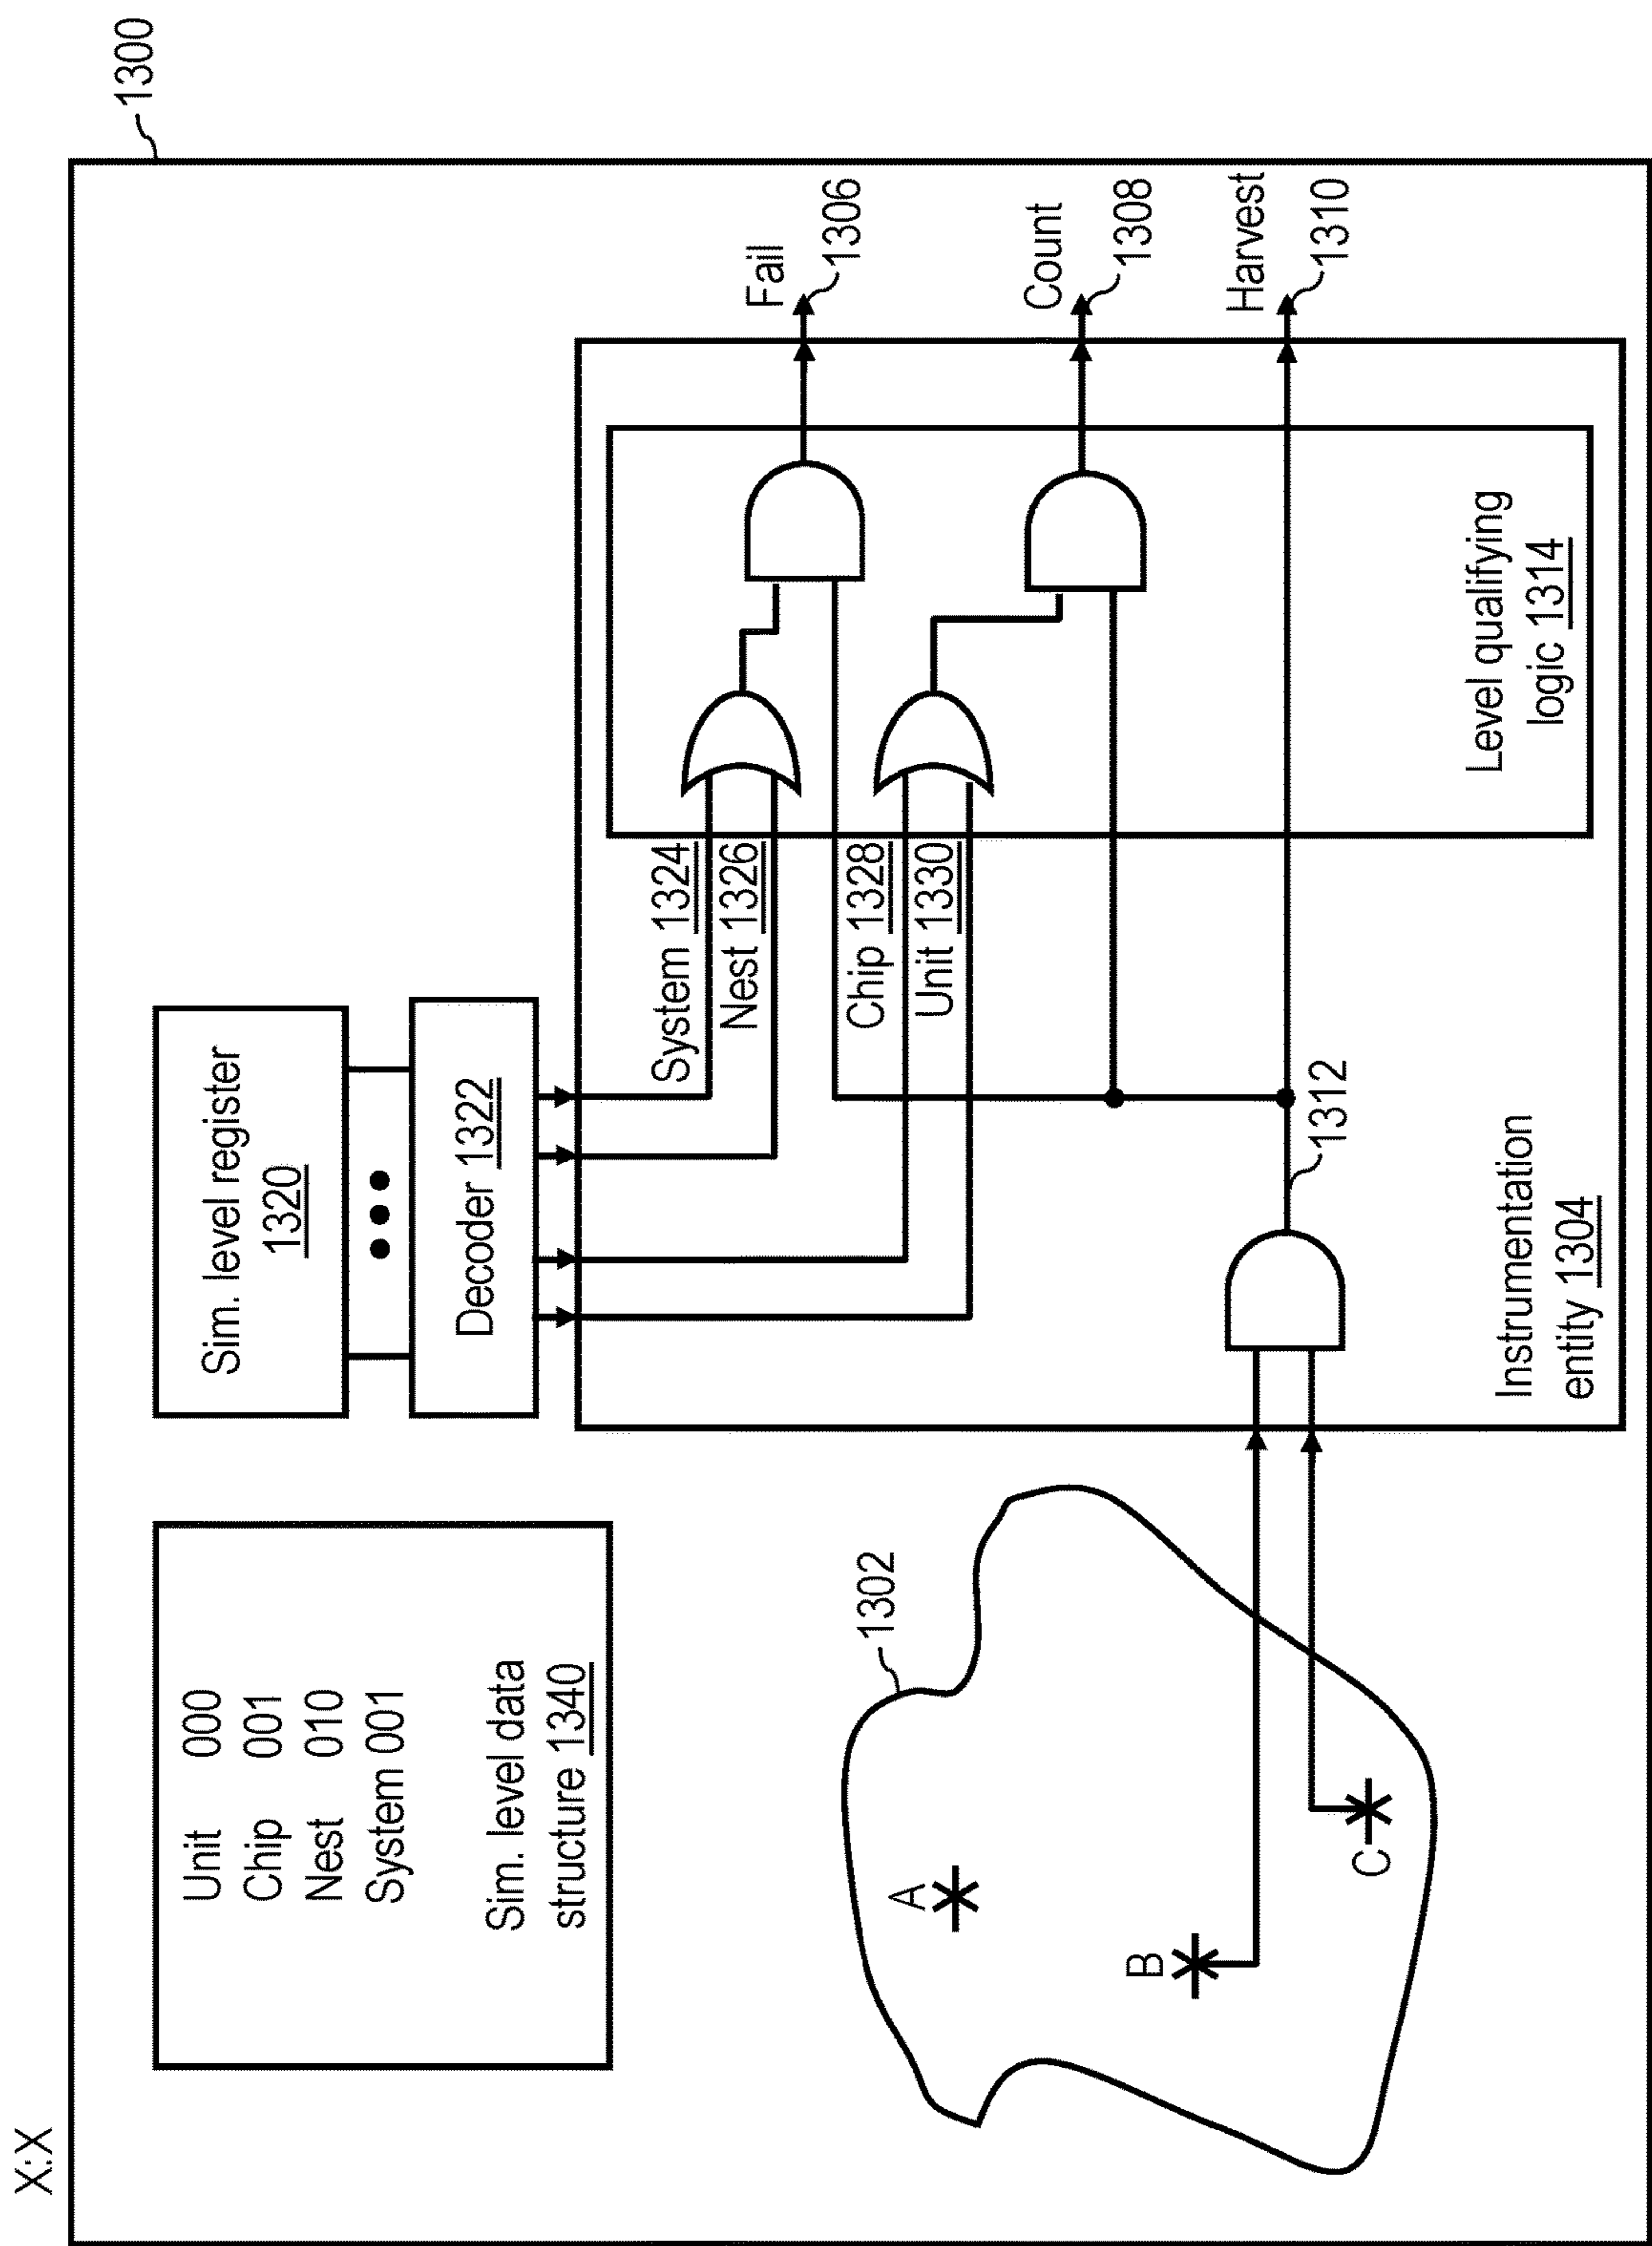 X:X
1300
Unit 000
Chip 001
Nest 010
System 001
Sim. level data
structure 1340
Sim. level register
1320
Decoder 1322
System 1324
Nest 1326
Chip 1328
Unit 1330
Fail
1306
Count
1308
Harvest
1310
Level qualifying
logic 1314
1312
Instrumentation
entity 1304
1302
A
B
C